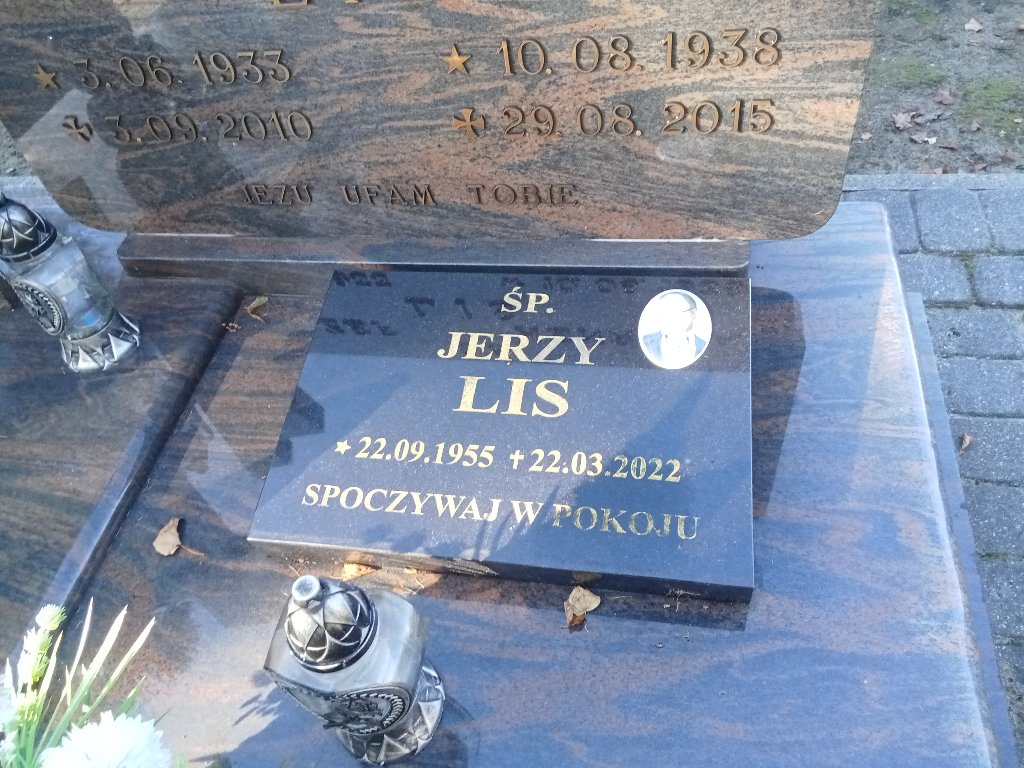 ★ 3.06.1933 ★ 10.08.1938
✠ 3.09.2010 ✠ 29.08.2015
JEZU UFAM TOBIE
ŚP.
JERZY
LIS
★ 22.09.1955 ✝ 22.03.2022
SPOCZYWAJ W POKOJU